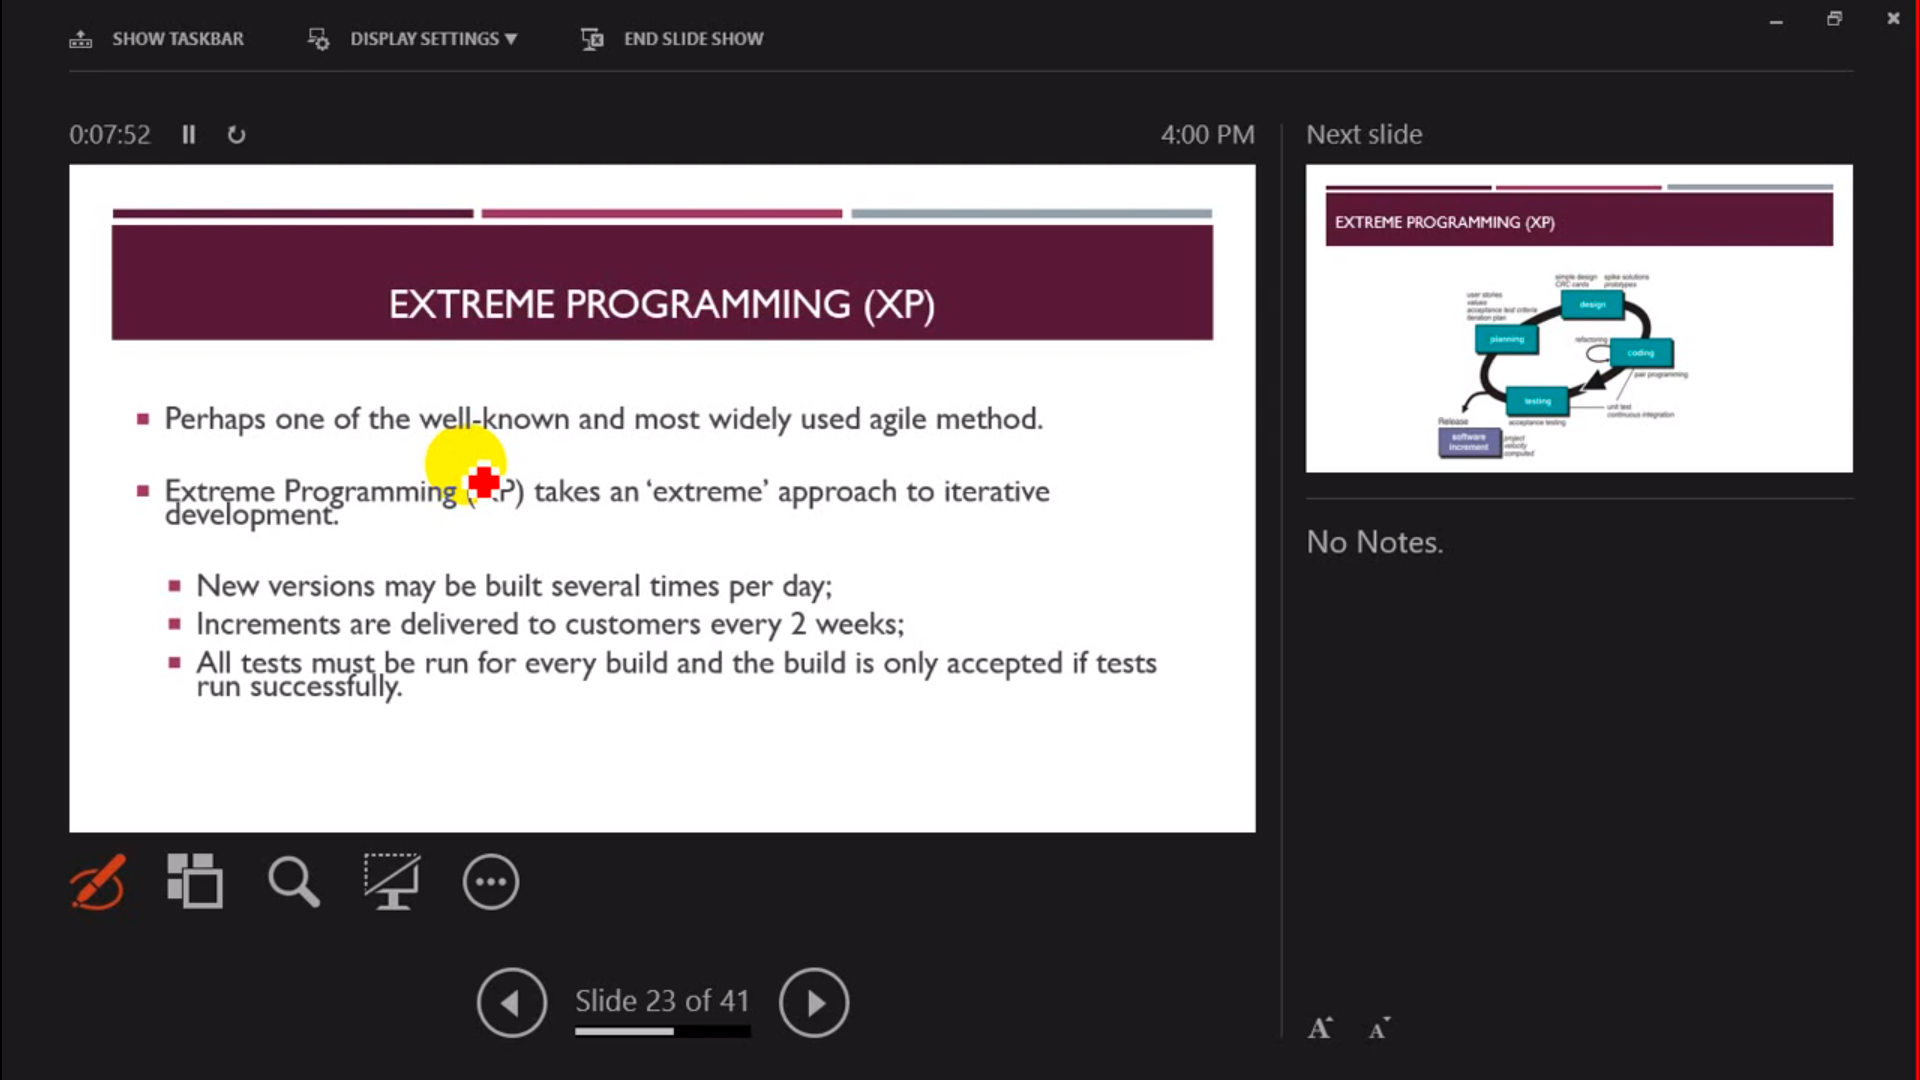 SHOW TASKBAR
DISPLAY SETTINGS ▼
END SLIDE SHOW
0:07:52
4:00 PM
EXTREME PROGRAMMING (XP)
Perhaps one of the well-known and most widely used agile method.
Extreme Programming ( P) takes an ‘extreme’ approach to iterative
development.
New versions may be built several times per day;
Increments are delivered to customers every 2 weeks;
All tests must be run for every build and the build is only accepted if tests
run successfully.
Slide 23 of 41
Next slide
EXTREME PROGRAMMING (XP)
simple design
CRC cards
spike solutions
prototypes
user stories
values
acceptance test criteria
iteration plan
design
planning
refactoring
coding
pair programming
testing
unit test
continuous integration
acceptance testing
Release
software
increment
project
velocity
computed
No Notes.
A
A